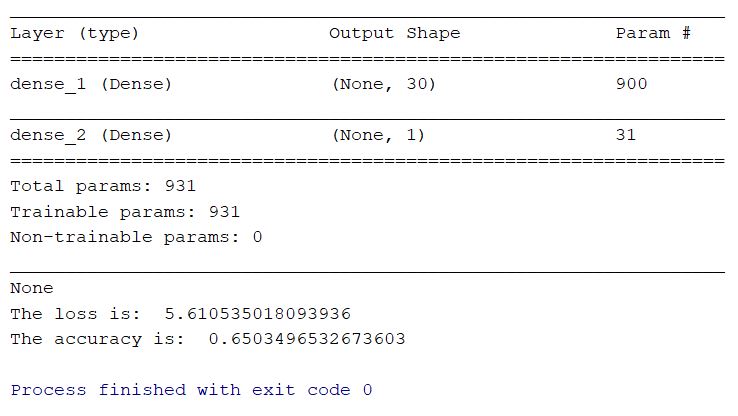 Layer (type) Output Shape Param #
=================================================================
dense_1 (Dense) (None, 30) 900
dense_2 (Dense) (None, 1) 31
=================================================================
Total params: 931
Trainable params: 931
Non-trainable params: 0
None
The loss is: 5.610535018093936
The accuracy is: 0.6503496532673603
Process finished with exit code 0